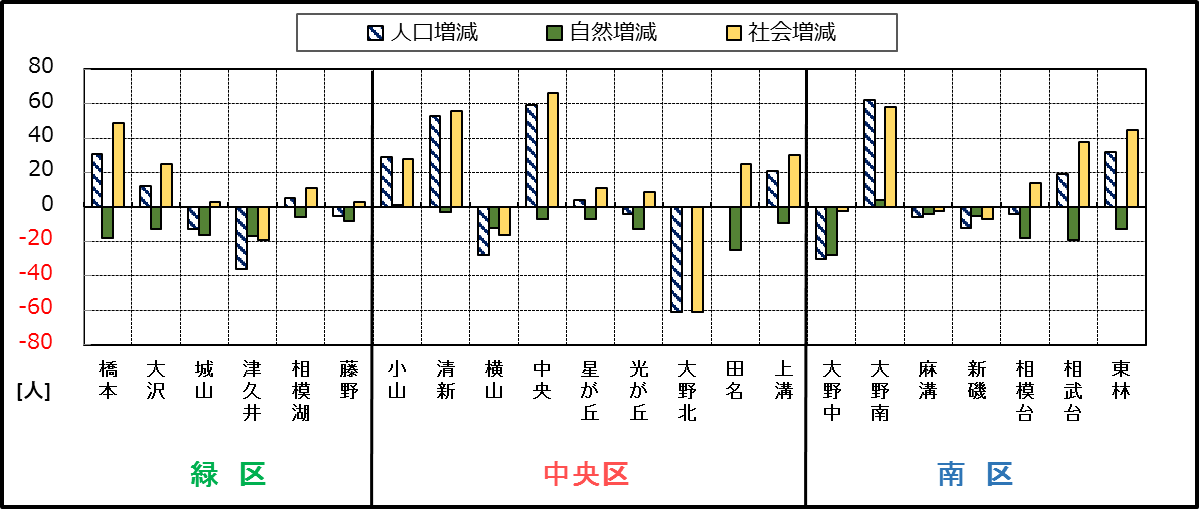 人口増減 自然増減 社会増減
80
60
40
20
0
-20
-40
-60
-80
[人]
橋本 大沢 城山 津久井 相模湖 藤野 小山 清新 横山 中央 星が丘 光が丘 大野北 田名 上溝 大野中 大野南 麻溝 新磯 相模台 相武台 東林
緑 区 中央区 南 区